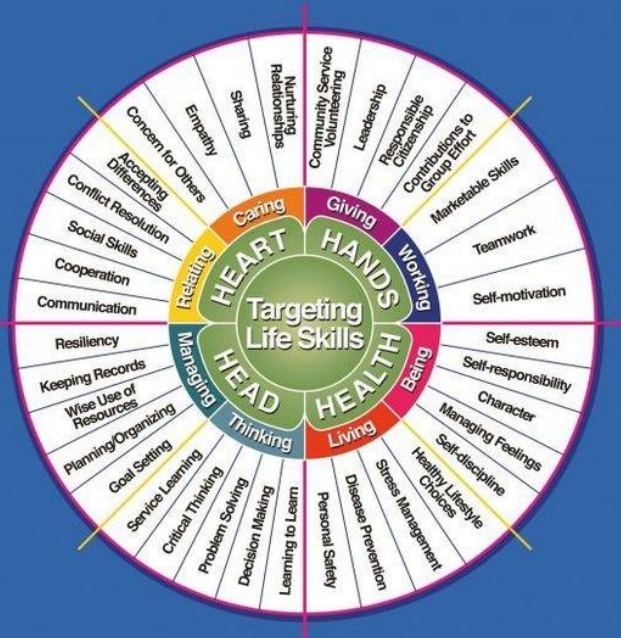 Targeting
Life Skills
HEART
HANDS
HEALTH
HEAD
Caring
Giving
Working
Being
Living
Thinking
Managing
Relating
Community Service
Volunteering
Leadership
Responsible
Citizenship
Contributions to
Group Effort
Marketable Skills
Teamwork
Self-motivation
Self-esteem
Self-responsibility
Character
Managing Feelings
Self-discipline
Healthy Lifestyle
Choices
Stress Management
Disease Prevention
Personal Safety
Learning to Learn
Decision Making
Problem Solving
Critical Thinking
Service Learning
Goal Setting
Planning/Organizing
Wise Use of
Resources
Keeping Records
Resiliency
Communication
Cooperation
Social Skills
Conflict Resolution
Accepting
Differences
Concern for Others
Empathy
Sharing
Nurturing
Relationships